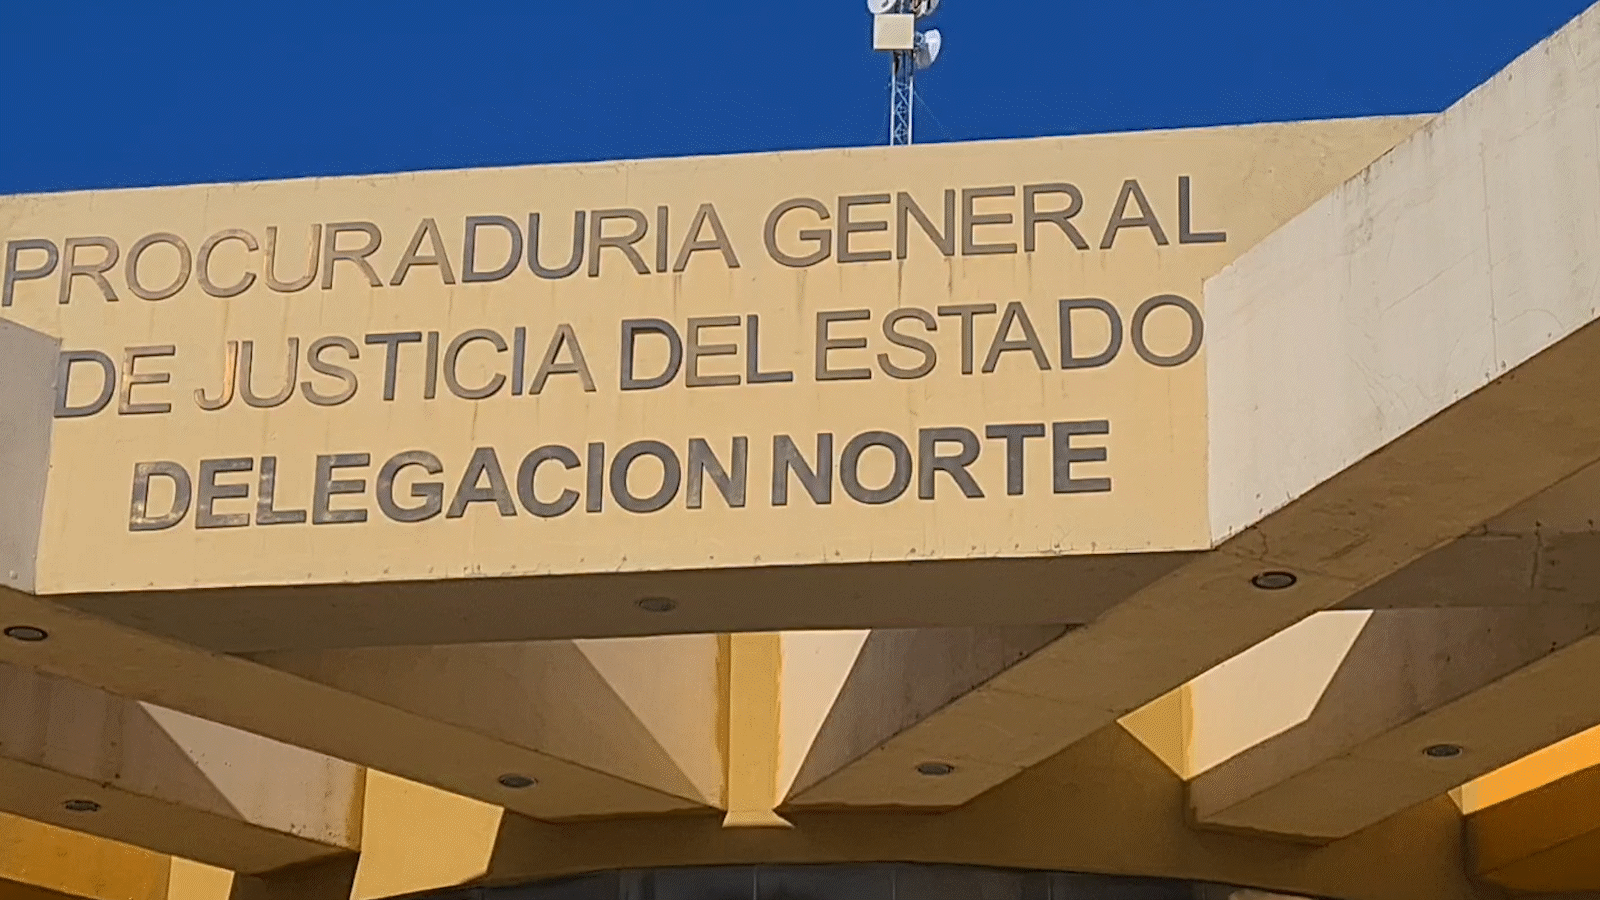 PROCURADURIA GENERAL
DE JUSTICIA DEL ESTADO
DELEGACION NORTE